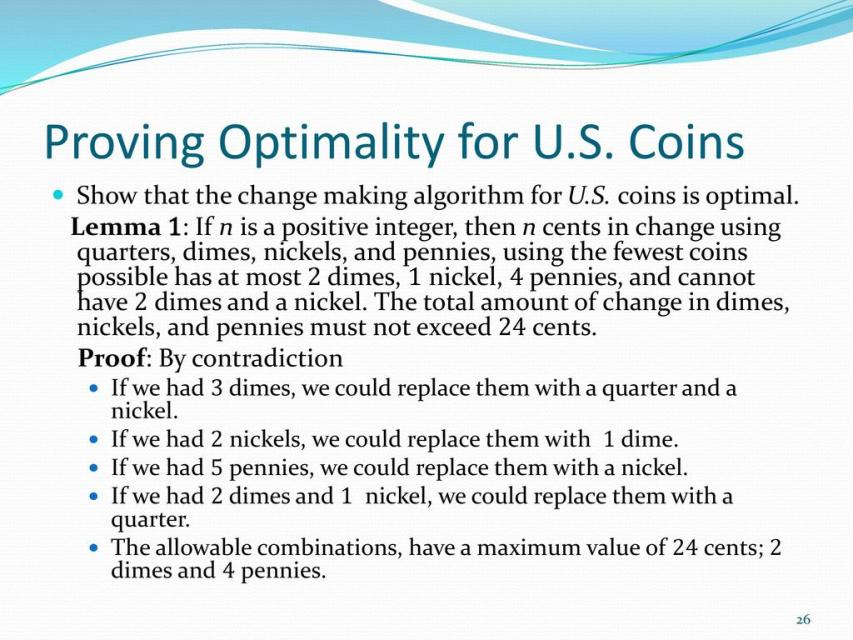 Proving Optimality for U.S. Coins
• Show that the change making algorithm for U.S. coins is optimal.
Lemma 1: If n is a positive integer, then n cents in change using
quarters, dimes, nickels, and pennies, using the fewest coins
possible has at most 2 dimes, 1 nickel, 4 pennies, and cannot
have 2 dimes and a nickel. The total amount of change in dimes,
nickels, and pennies must not exceed 24 cents.
Proof: By contradiction
• If we had 3 dimes, we could replace them with a quarter and a
nickel.
• If we had 2 nickels, we could replace them with  1 dime.
• If we had 5 pennies, we could replace them with a nickel.
• If we had 2 dimes and 1  nickel, we could replace them with a
quarter.
• The allowable combinations, have a maximum value of 24 cents; 2
dimes and 4 pennies.
26